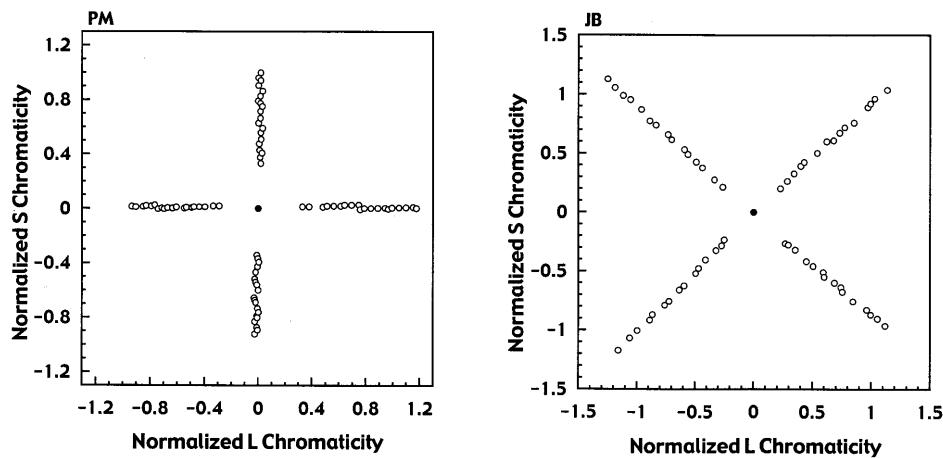 PM
Normalized S Chromaticity
1.2
0.8
0.4
0
−0.4
−0.8
−1.2
−1.2 −0.8 −0.4 0 0.4 0.8 1.2
Normalized L Chromaticity
JB
Normalized S Chromaticity
1.5
1
0.5
0
−0.5
−1
−1.5
−1.5 −1 −0.5 0 0.5 1 1.5
Normalized L Chromaticity